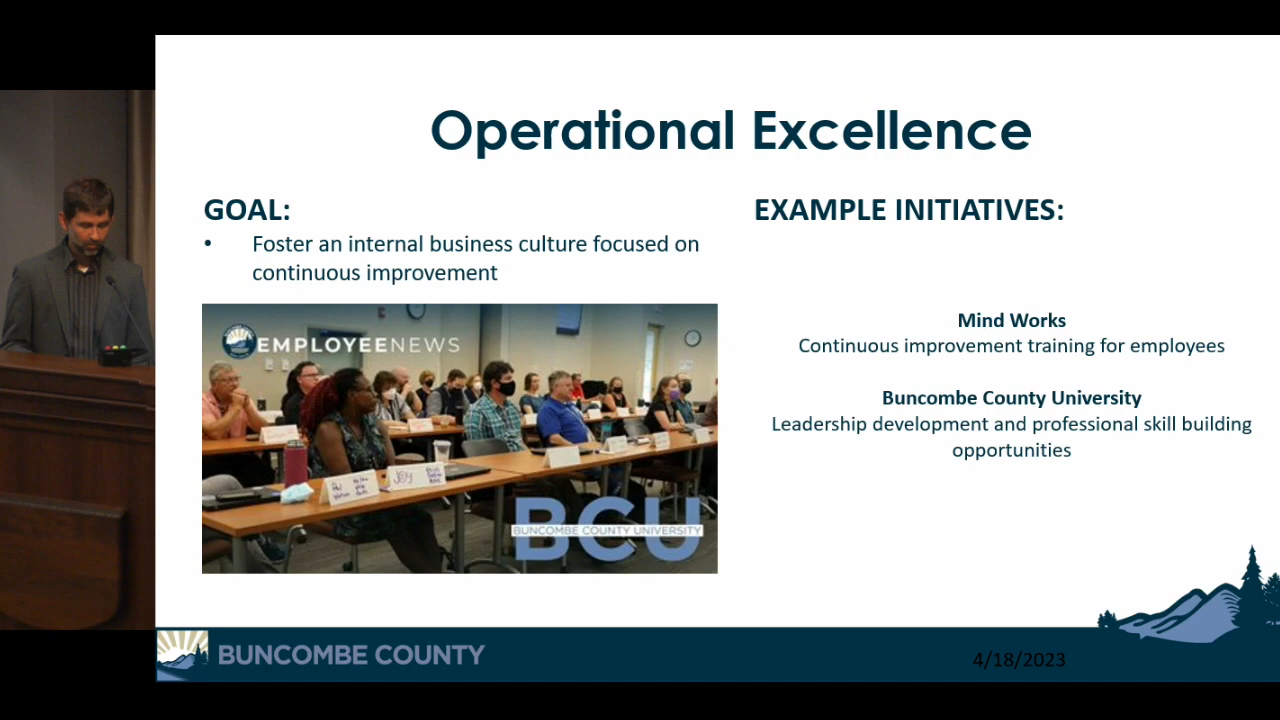 Operational Excellence
GOAL:
• Foster an internal business culture focused on
continuous improvement
EMPLOYEENEWS
JOY
BCU
BUNCOMBE COUNTY UNIVERSITY
EXAMPLE INITIATIVES:
Mind Works
Continuous improvement training for employees
Buncombe County University
Leadership development and professional skill building
opportunities
BUNCOMBE COUNTY
4/18/2023